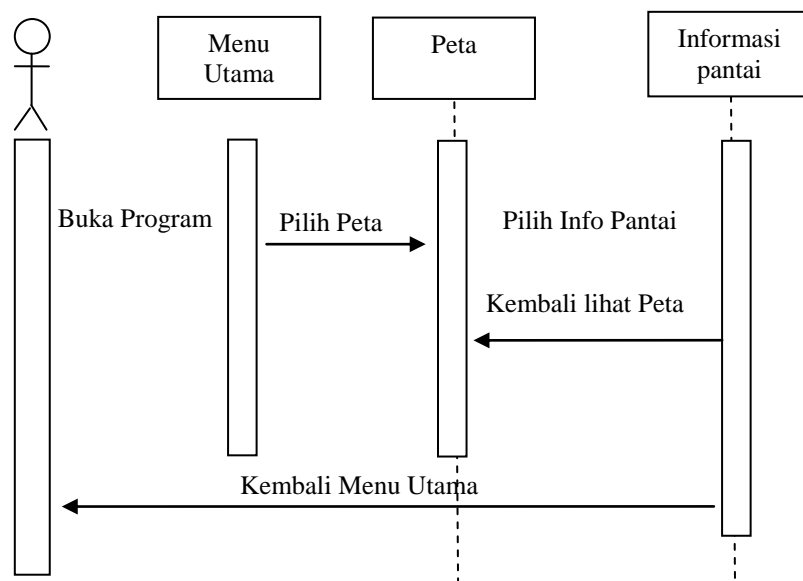 Menu
Utama
Peta
Informasi
pantai
Buka Program
Pilih Peta
Pilih Info Pantai
Kembali lihat Peta
Kembali Menu Utama